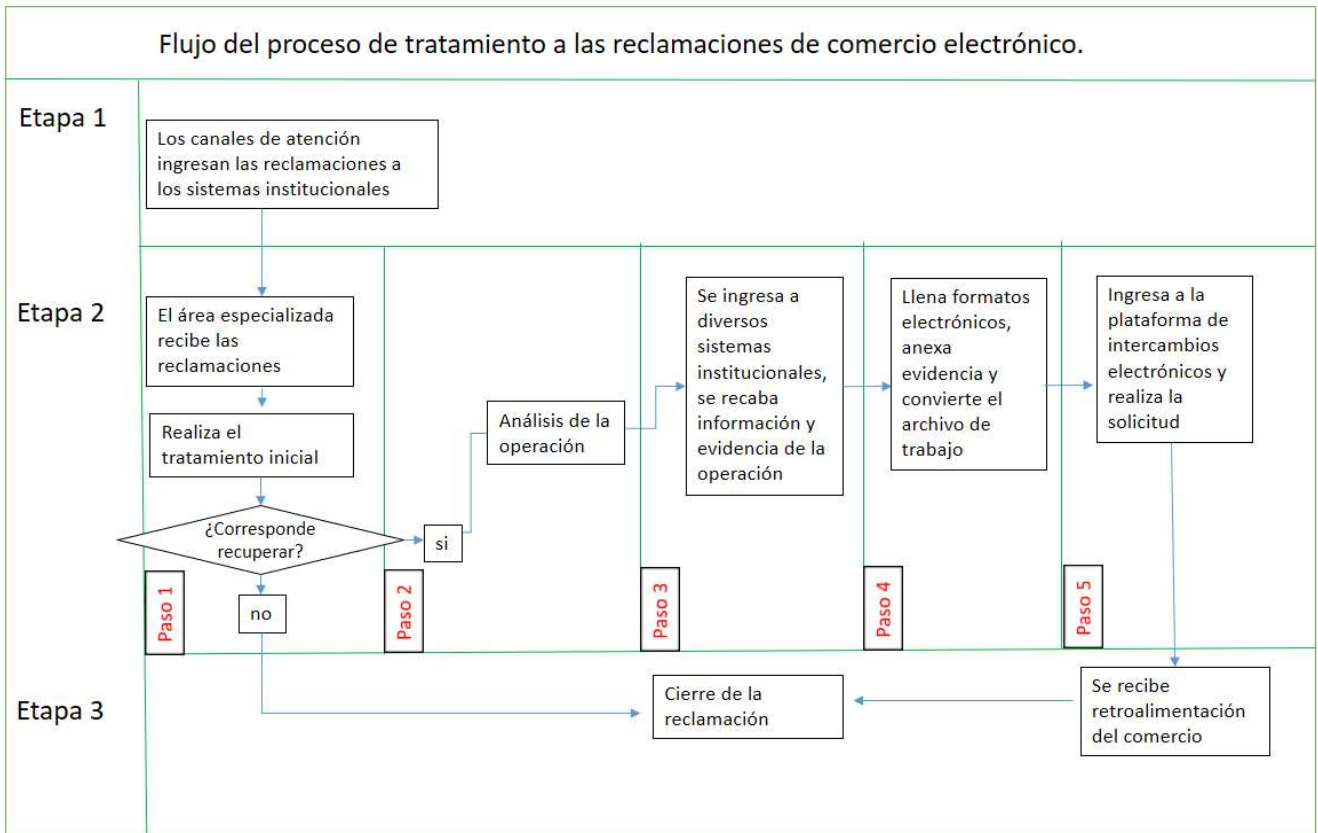 Flujo del proceso de tratamiento a las reclamaciones de comercio electrónico.
Etapa 1
Los canales de atención
ingresan las reclamaciones a
los sistemas institucionales
Etapa 2
El área especializada
recibe las
reclamaciones
Realiza el
tratamiento inicial
¿Corresponde
recuperar?
si
no
Paso 1
Análisis de la
operación
Paso 2
Se ingresa a
diversos
sistemas
institucionales,
se recaba
información y
evidencia de la
operación
Paso 3
Llena formatos
electrónicos,
anexa
evidencia y
convierte el
archivo de
trabajo
Paso 4
Ingresa a la
plataforma de
intercambios
electrónicos y
realiza la
solicitud
Paso 5
Etapa 3
Cierre de la
reclamación
Se recibe
retroalimentación
del comercio